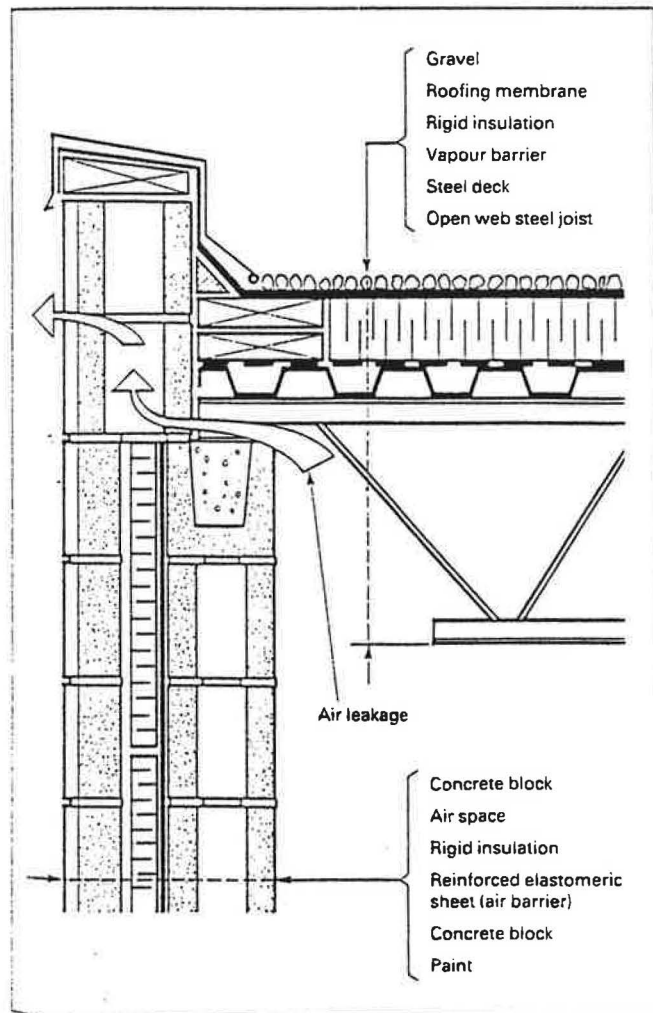 Gravel
Roofing membrane
Rigid insulation
Vapour barrier
Steel deck
Open web steel joist
Air leakage
Concrete block
Air space
Rigid insulation
Reinforced elastomeric
sheet (air barrier)
Concrete block
Paint